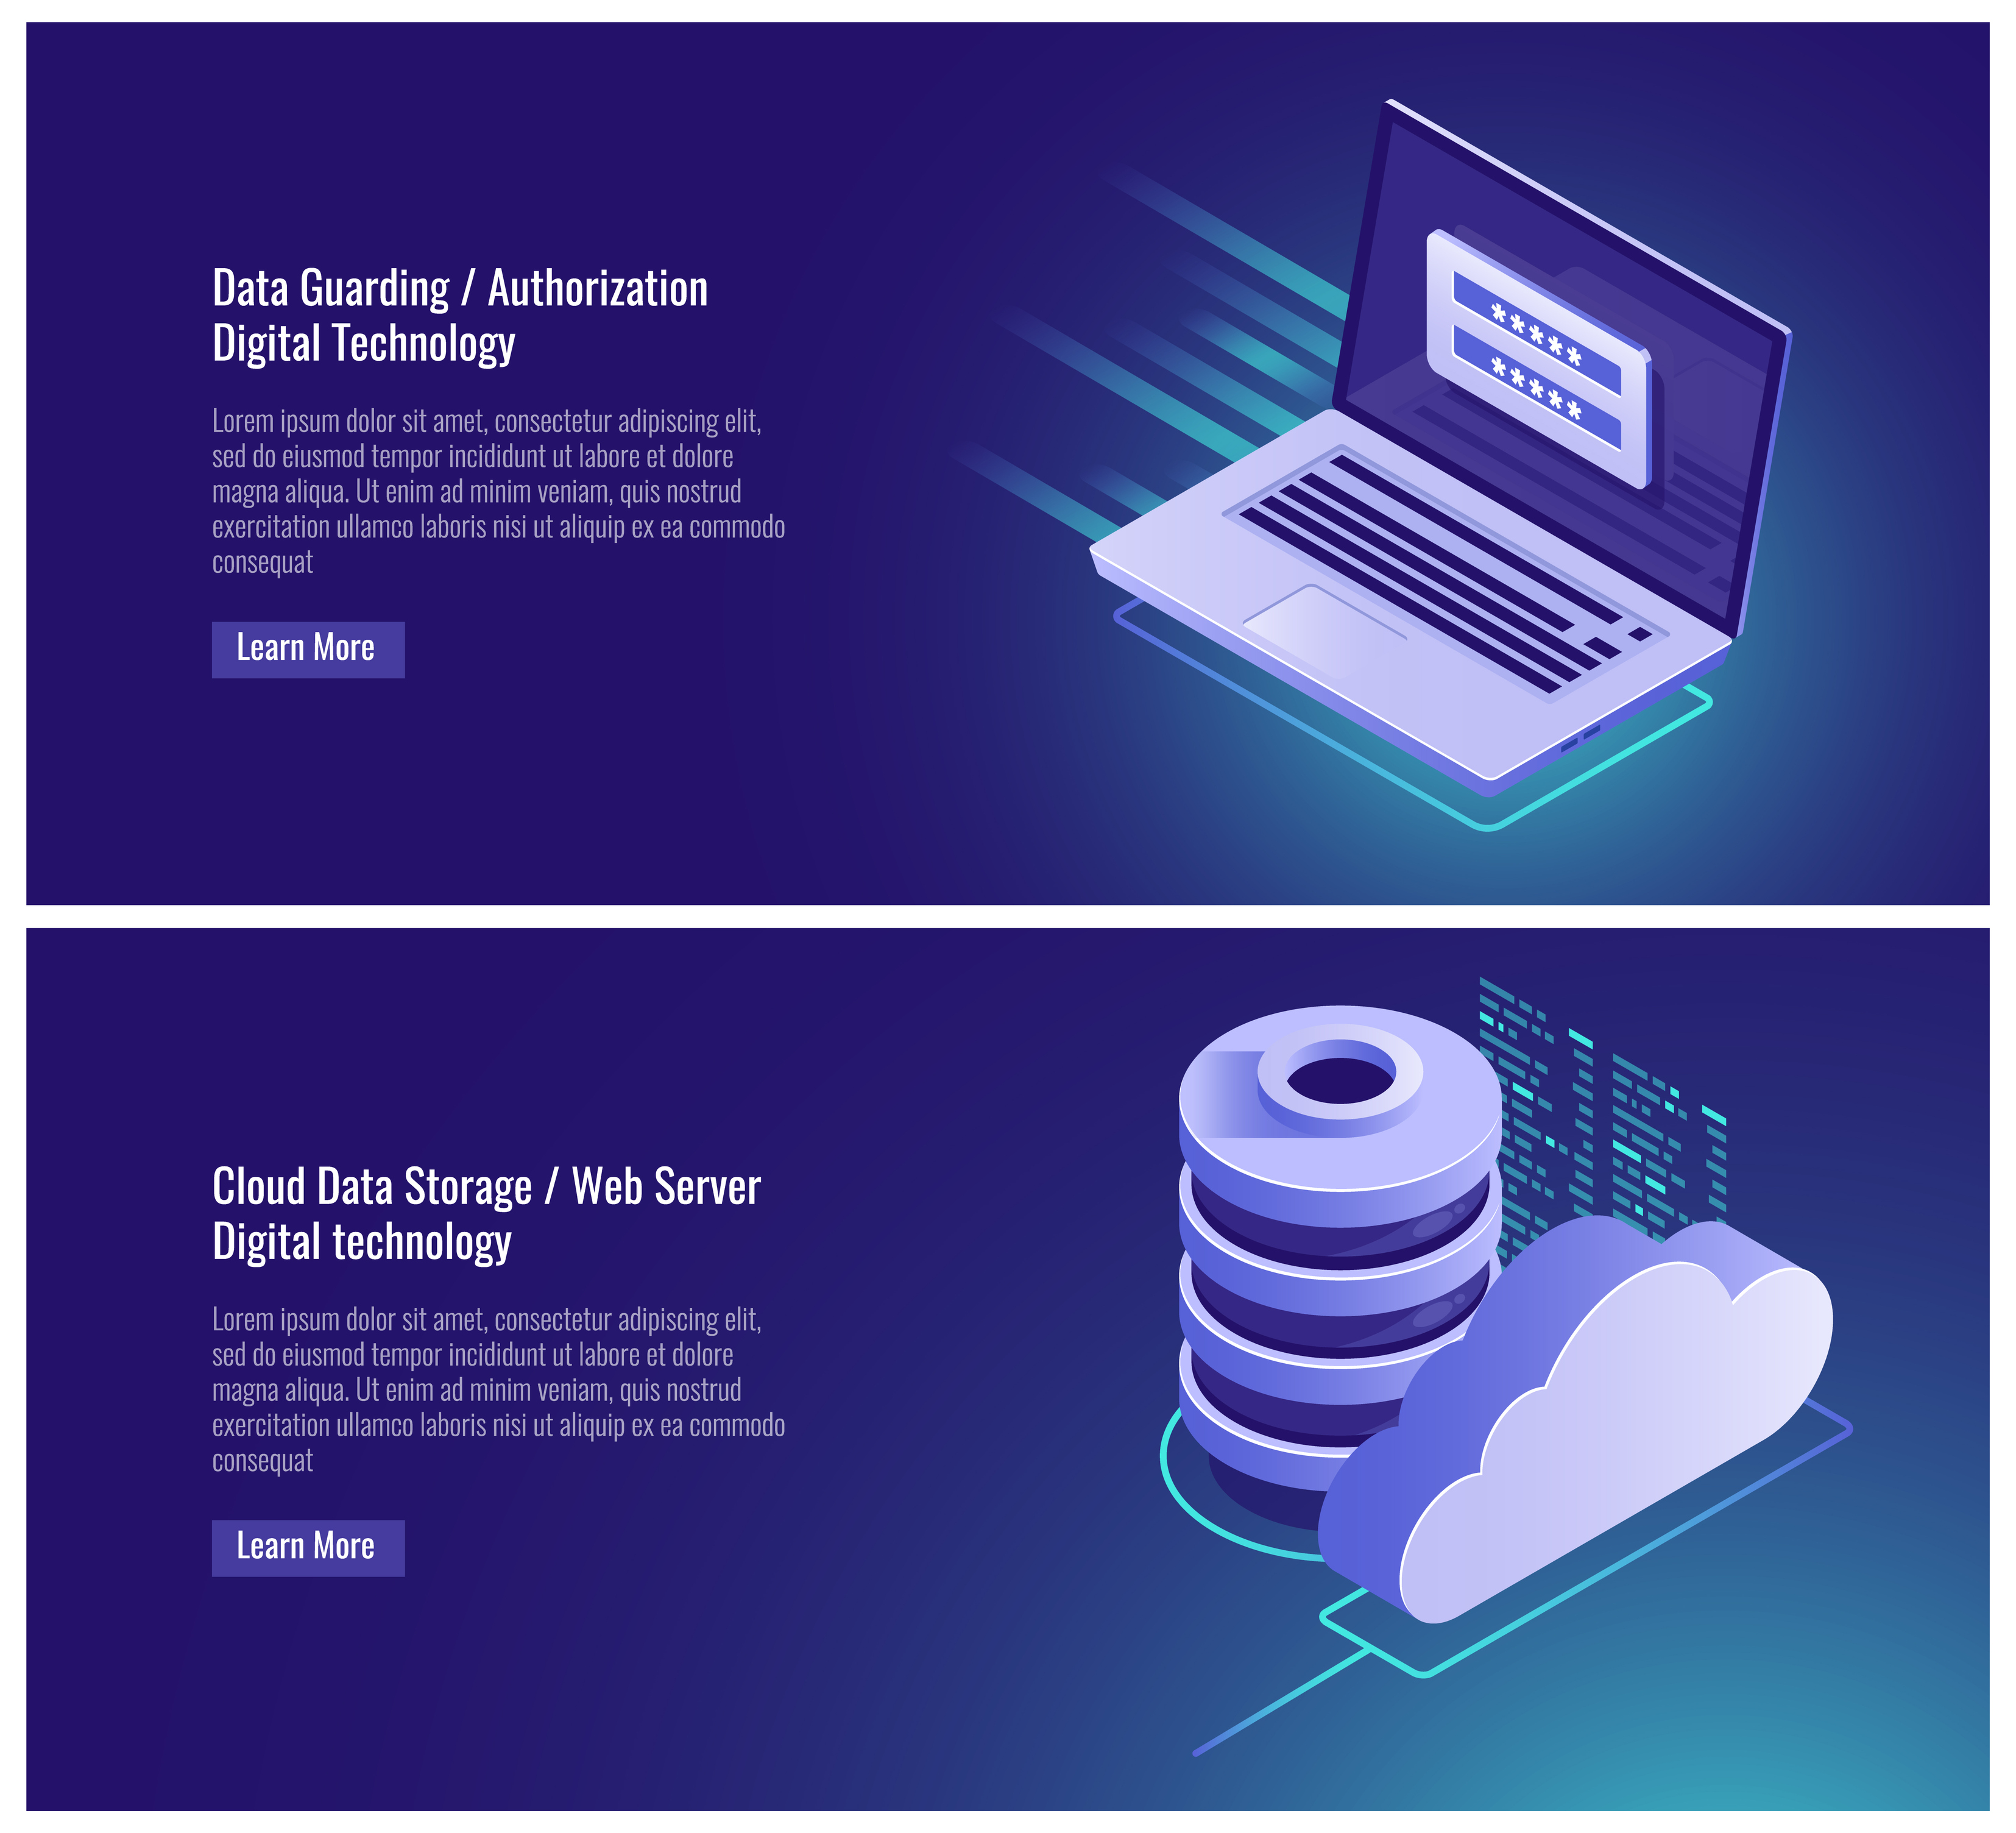 Data Guarding / Authorization
Digital Technology
Lorem ipsum dolor sit amet, consectetur adipiscing elit,
sed do eiusmod tempor incididunt ut labore et dolore
magna aliqua. Ut enim ad minim veniam, quis nostrud
exercitation ullamco laboris nisi ut aliquip ex ea commodo
consequat
Learn More
*****
*****
Cloud Data Storage / Web Server
Digital technology
Lorem ipsum dolor sit amet, consectetur adipiscing elit,
sed do eiusmod tempor incididunt ut labore et dolore
magna aliqua. Ut enim ad minim veniam, quis nostrud
exercitation ullamco laboris nisi ut aliquip ex ea commodo
consequat
Learn More